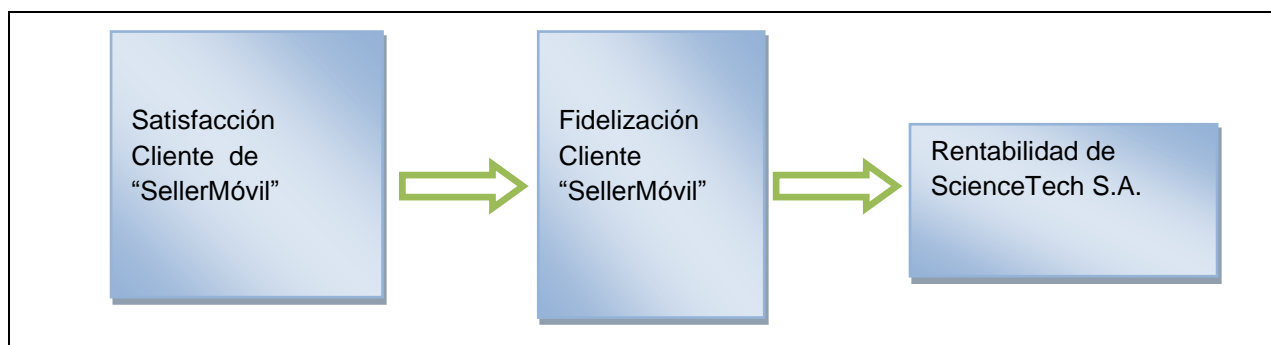 Satisfacción
Cliente de
“SellerMóvil”
Fidelización
Cliente
“SellerMóvil”
Rentabilidad de
ScienceTech S.A.